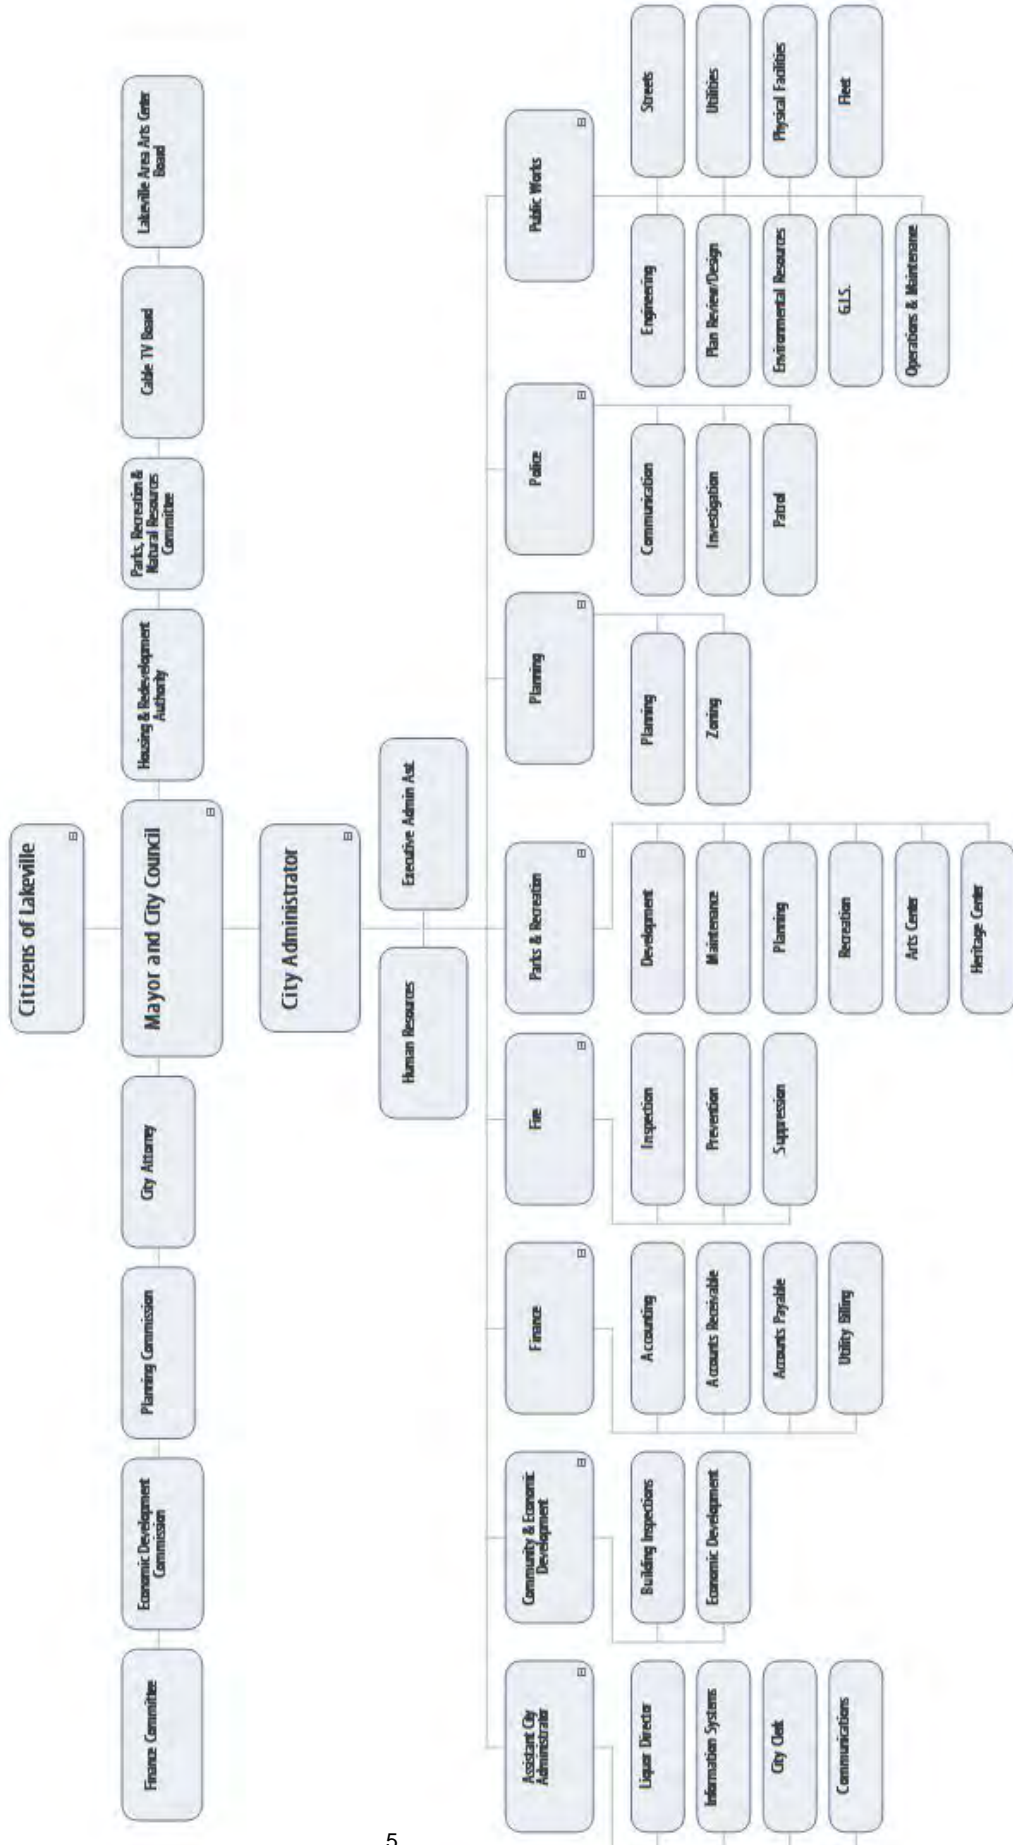 Citizens of Lakeville
Finance Committee
Economic Development
Commission
Planning Commission
City Attorney
Mayor and City Council
Housing & Redevelopment
Authority
Parks, Recreation &
Natural Resources
Committee
Cable TV Board
Lakeville Area Arts Center
Board
City Administrator
Human Resources
Executive Admin Asst.
Assistant City
Administrator
Liquor Director
Information Systems
City Clerk
Communications
Community & Economic
Development
Building Inspections
Economic Development
Finance
Accounting
Accounts Receivable
Accounts Payable
Utility Billing
Fire
Inspection
Prevention
Suppression
Parks & Recreation
Development
Maintenance
Planning
Recreation
Arts Center
Heritage Center
Planning
Planning
Zoning
Police
Communication
Investigation
Patrol
Public Works
Engineering
Plan Review/Design
Environmental Resources
G.I.S.
Operations & Maintenance
Streets
Utilities
Physical Facilities
Fleet
5